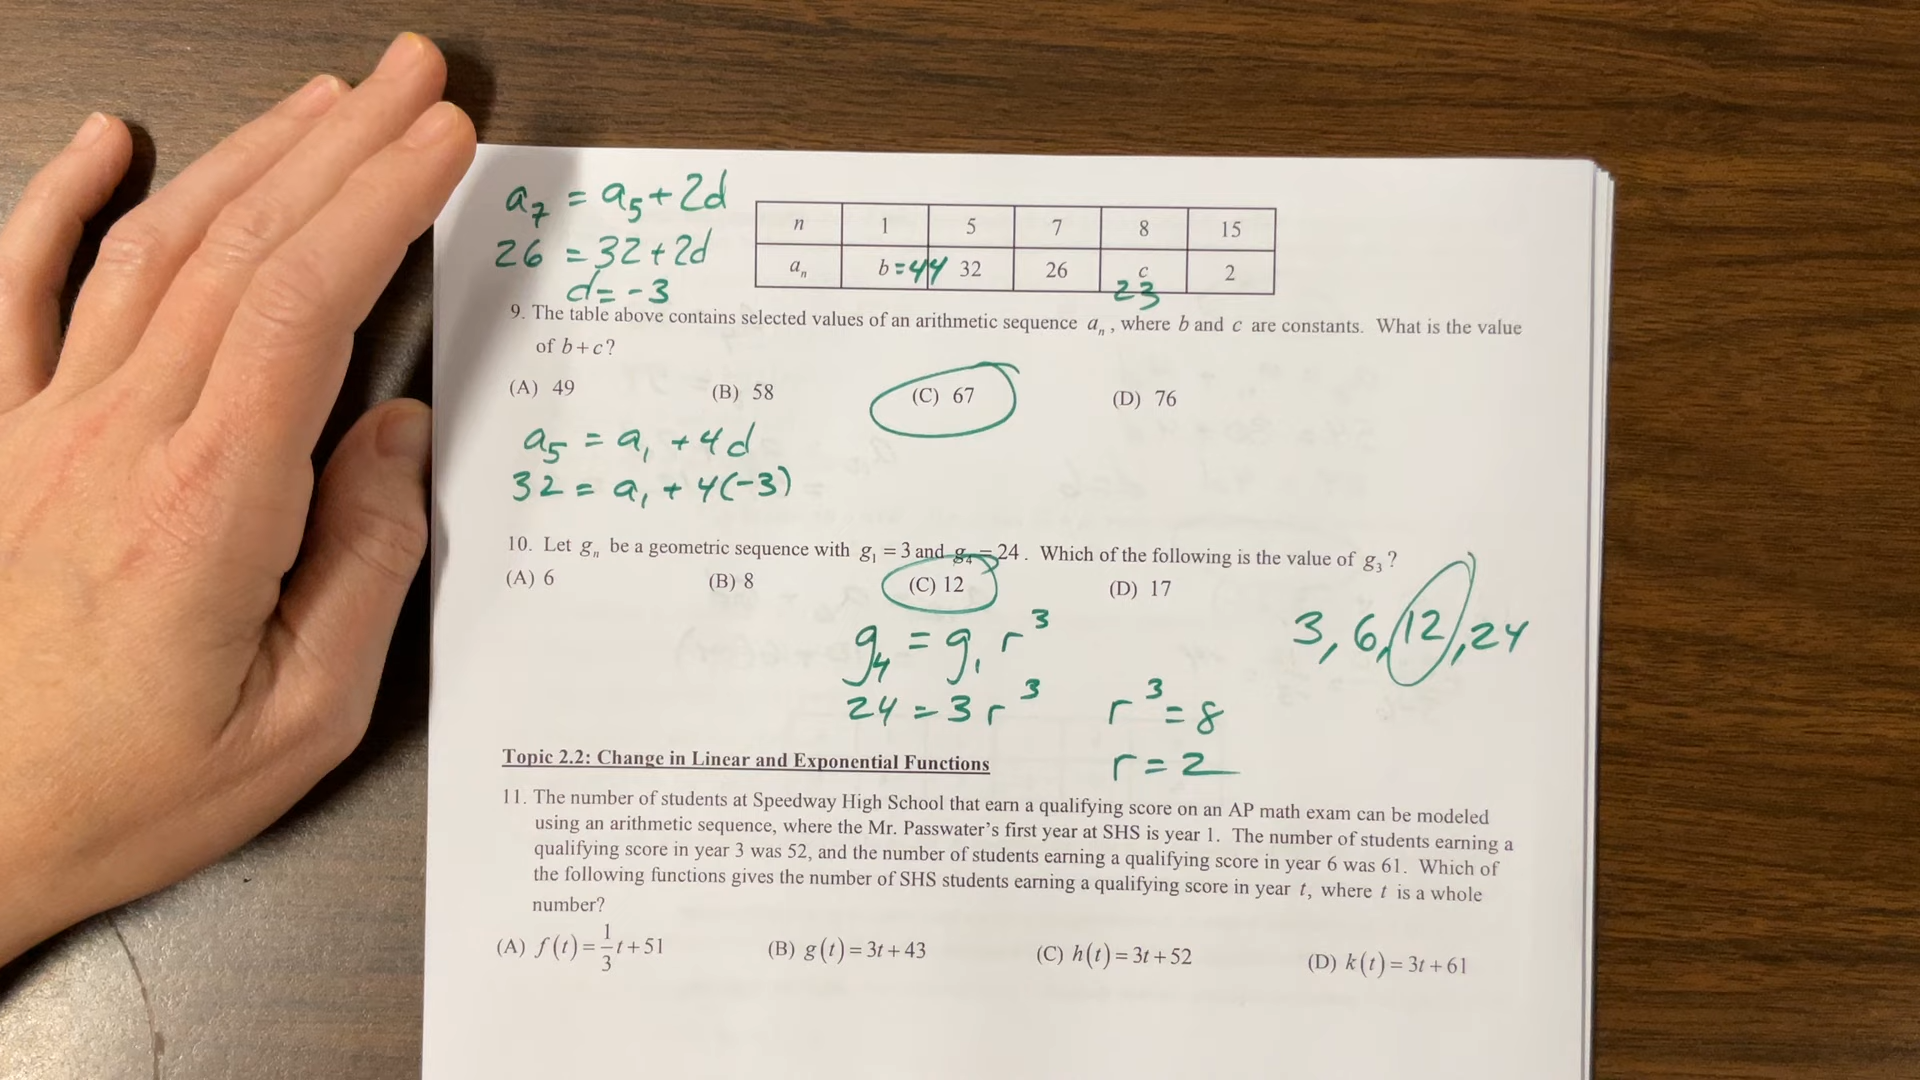 a₇ = a₅ + 2d
26 = 32 + 2d
d = -3
n 1 5 7 8 15
aₙ b = 44 32 26 c 2
23
9. The table above contains selected values of an arithmetic sequence aₙ, where b and c are constants. What is the value
of b + c?
(A) 49 (B) 58 (C) 67 (D) 76
a₅ = a₁ + 4d
32 = a₁ + 4(-3)
10. Let gₙ be a geometric sequence with g₁ = 3 and g₄ = 24. Which of the following is the value of g₃?
(A) 6 (B) 8 (C) 12 (D) 17
3, 6, 12, 24
g₄ = g₁ r³
24 = 3r³ r³ = 8
r = 2
Topic 2.2: Change in Linear and Exponential Functions
11. The number of students at Speedway High School that earn a qualifying score on an AP math exam can be modeled
using an arithmetic sequence, where the Mr. Passwater's first year at SHS is year 1. The number of students earning a
qualifying score in year 3 was 52, and the number of students earning a qualifying score in year 6 was 61. Which of
the following functions gives the number of SHS students earning a qualifying score in year t, where t is a whole
number?
(A) f(t) = 1/3 t + 51 (B) g(t) = 3t + 43 (C) h(t) = 3t + 52 (D) k(t) = 3t + 61